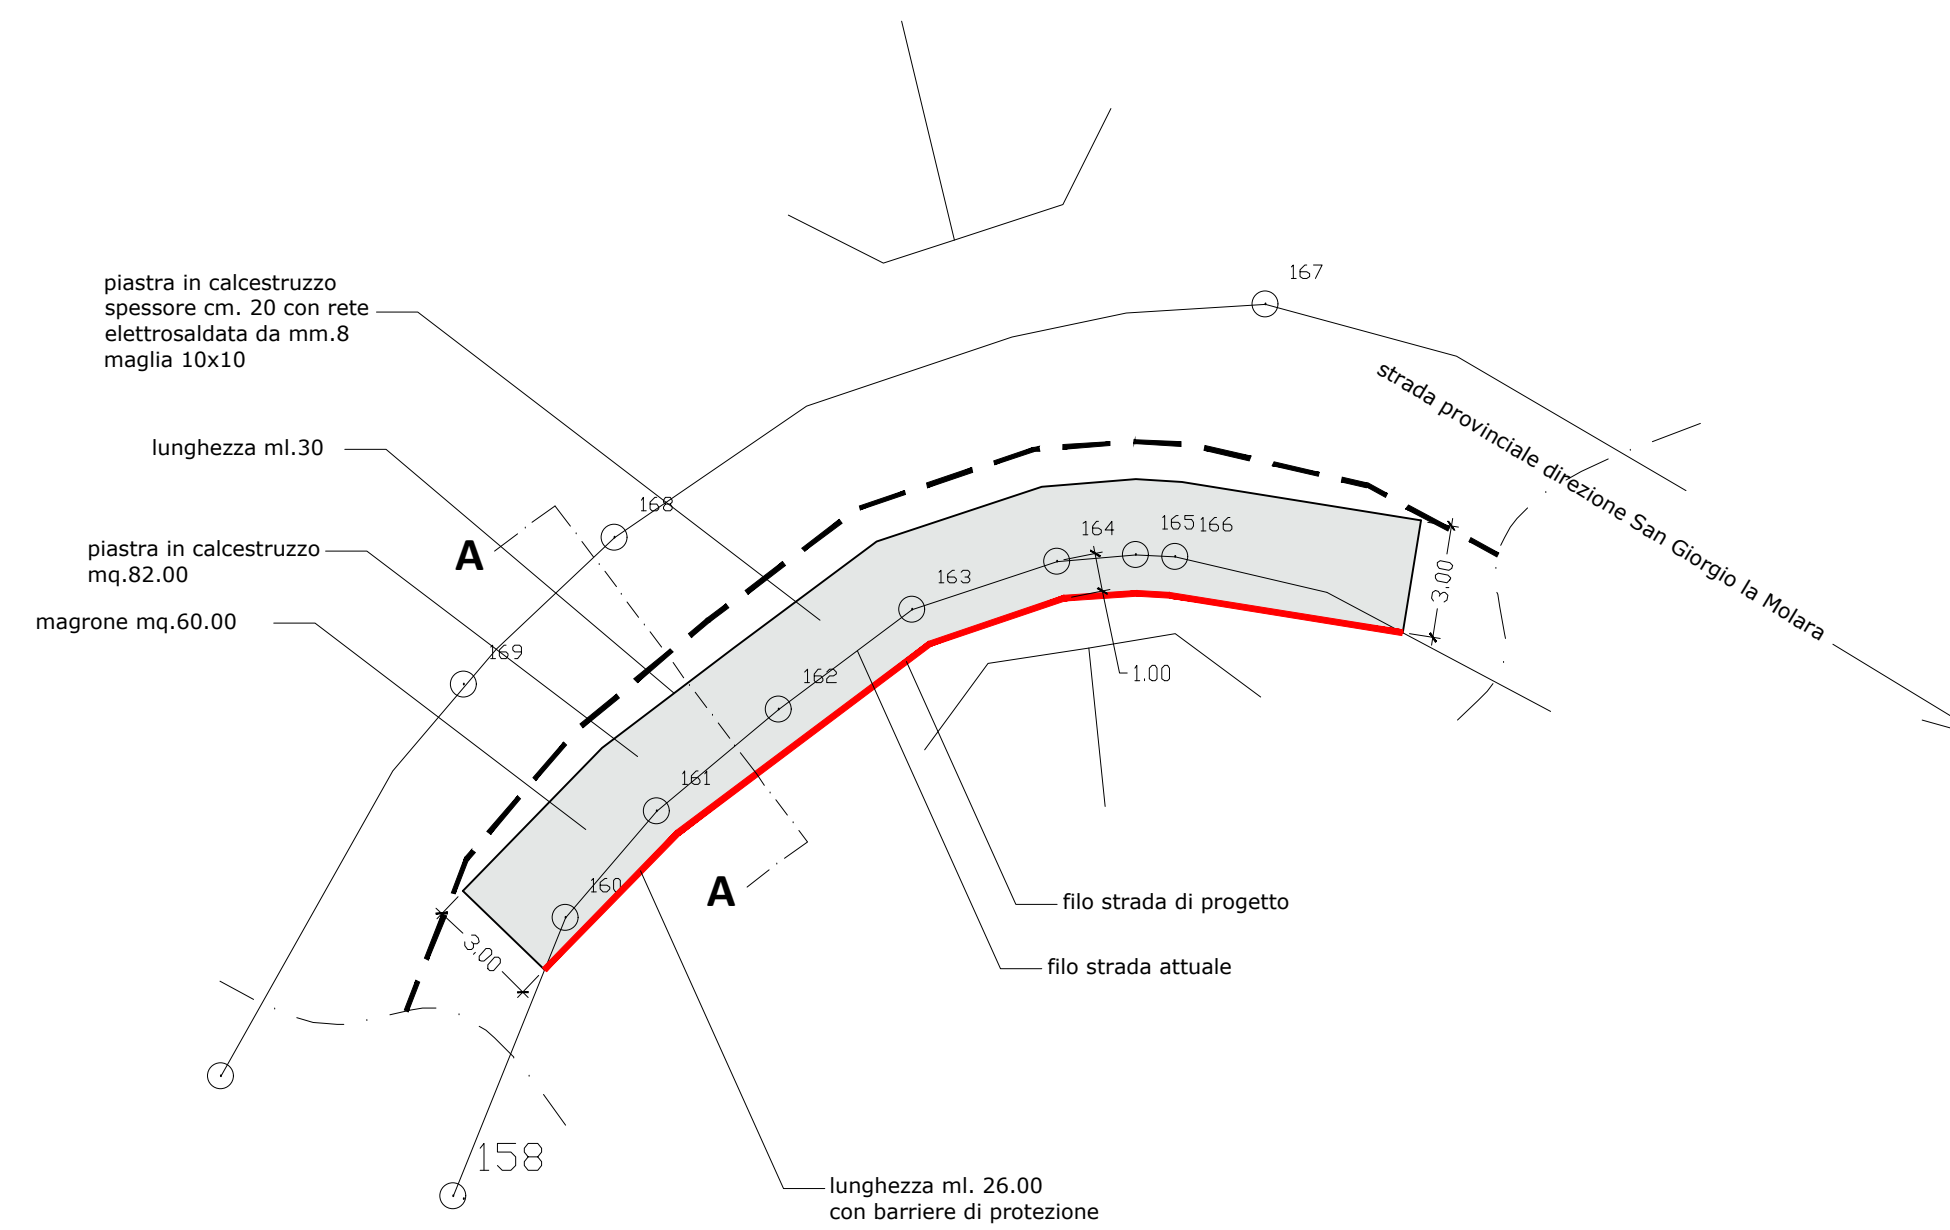 167
piastra in calcestruzzo
spessore cm. 20 con rete
elettrosaldata da mm.8
maglia 10x10
strada provinciale direzione San Giorgio la Molara
lunghezza ml.30
168
A
164
165
166
piastra in calcestruzzo
mq.82.00
163
3.00
magrone mq.60.00
169
162
1.00
161
160
A
filo strada di progetto
3.00
filo strada attuale
158
lunghezza ml. 26.00
con barriere di protezione